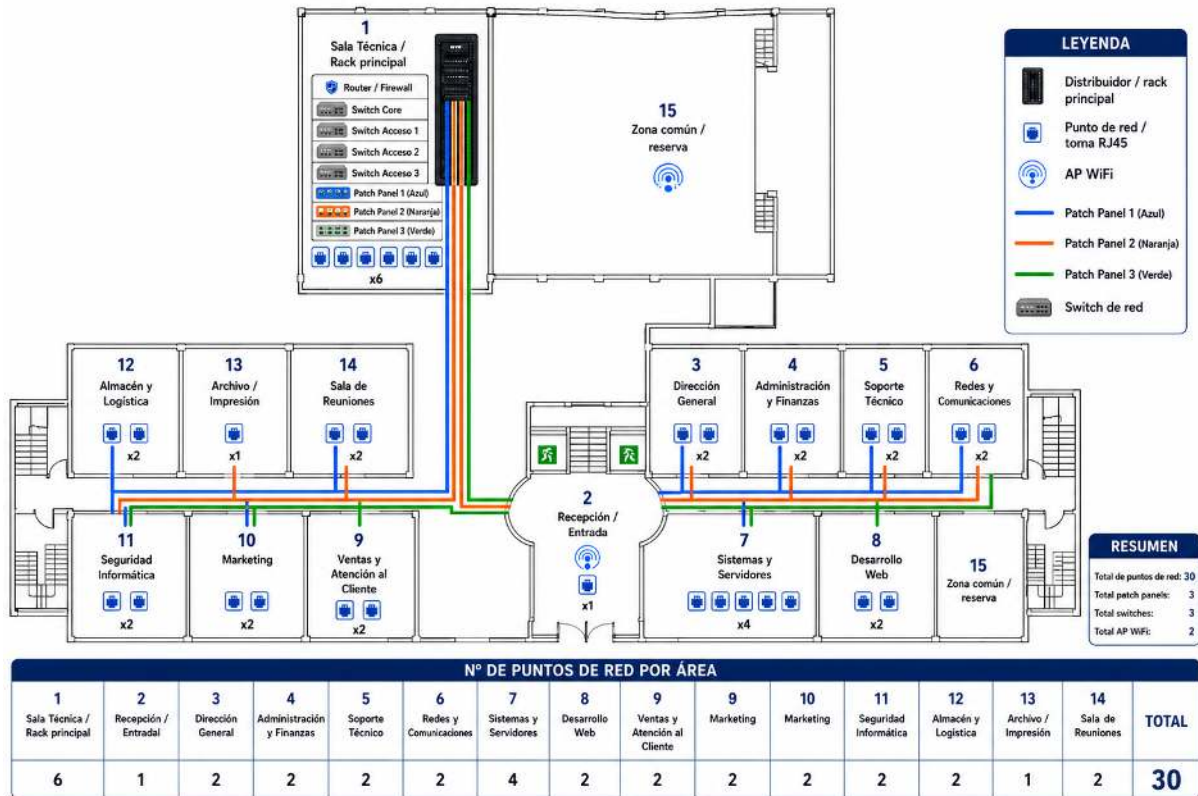 1
Sala Técnica /
Rack principal
Router / Firewall
Switch Core
Switch Acceso 1
Switch Acceso 2
Switch Acceso 3
Patch Panel 1 (Azul)
Patch Panel 2 (Naranja)
Patch Panel 3 (Verde)
x6
15
Zona común /
reserva
LEYENDA
Distribuidor / rack
principal
Punto de red /
toma RJ45
AP WiFi
Patch Panel 1 (Azul)
Patch Panel 2 (Naranja)
Patch Panel 3 (Verde)
Switch de red
12
Almacén y
Logística
x2
13
Archivo /
Impresión
x1
14
Sala de
Reuniones
x2
3
Dirección
General
x2
4
Administración
y Finanzas
x2
5
Soporte
Técnico
x2
6
Redes y
Comunicaciones
x2
11
Seguridad
Informática
x2
10
Marketing
x2
9
Ventas y
Atención al
Cliente
x2
2
Recepción /
Entrada
x1
7
Sistemas y
Servidores
x4
8
Desarrollo
Web
x2
15
Zona común /
reserva
RESUMEN
Total de puntos de red: 30
Total patch panels: 3
Total switches: 3
Total AP WiFi: 2
Nº DE PUNTOS DE RED POR ÁREA
1
Sala Técnica /
Rack principal
6
2
Recepción /
Entradal
1
3
Dirección
General
2
4
Administración
y Finanzas
2
5
Soporte
Técnico
2
6
Redes y
Comunicaciones
2
7
Sistemas y
Servidores
4
8
Desarrollo
Web
2
9
Ventas y
Atención al
Cliente
2
9
Marketing
2
10
Marketing
2
11
Seguridad
Informática
2
12
Almacén y
Logística
2
13
Archivo /
Impresión
1
14
Sala de
Reuniones
2
TOTAL
30